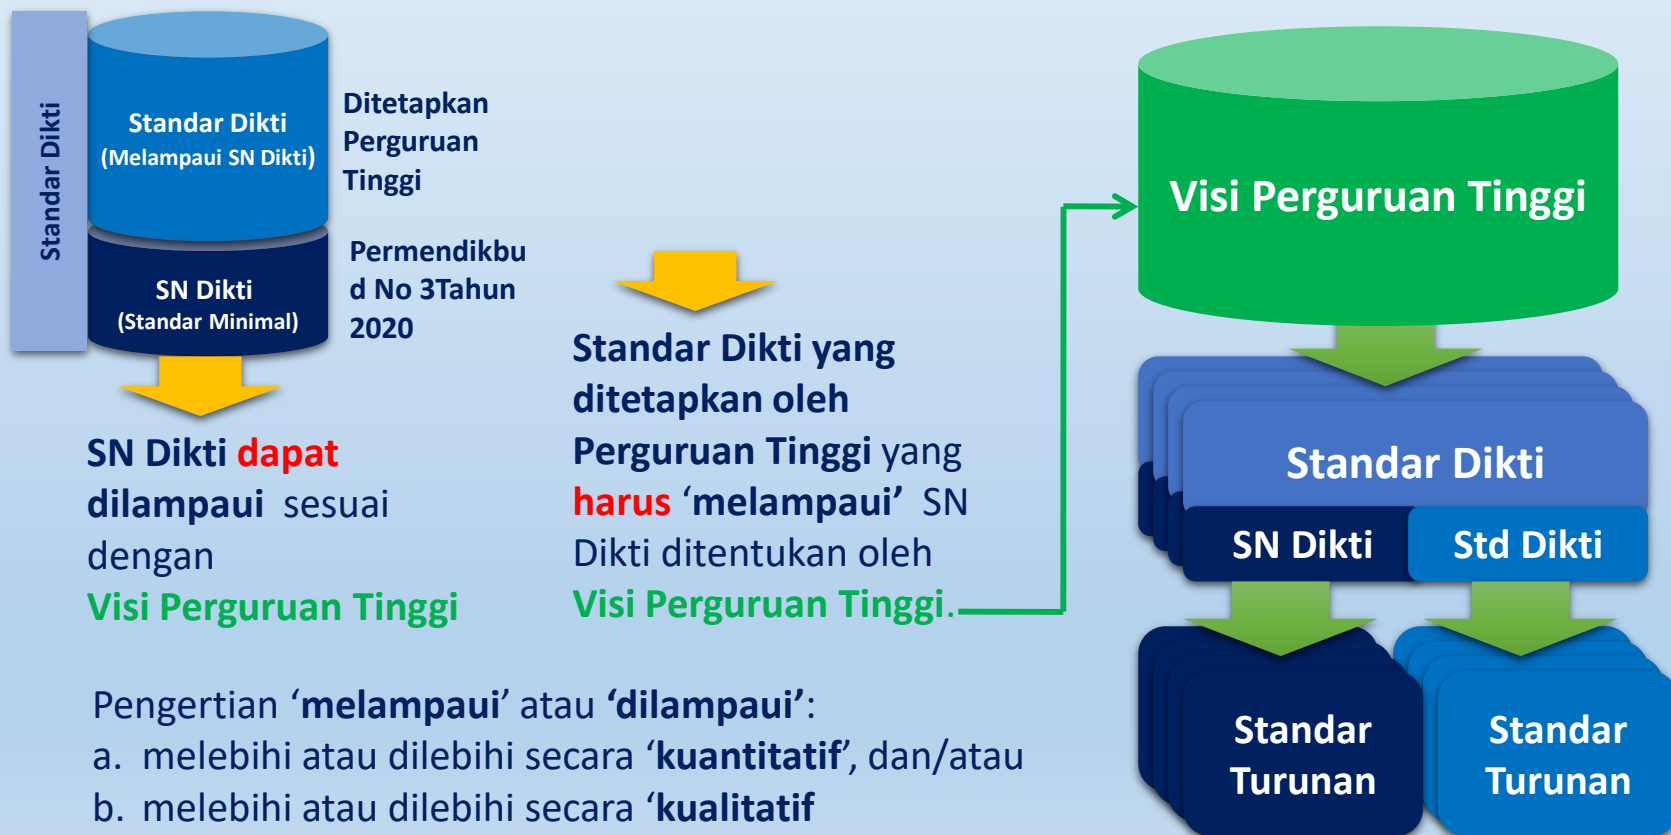 Standar Dikti
Standar Dikti
(Melampaui SN Dikti)
SN Dikti
(Standar Minimal)
Ditetapkan
Perguruan
Tinggi
Permendikbu
d No 3Tahun
2020
SN Dikti dapat
dilampaui sesuai
dengan
Visi Perguruan Tinggi
Standar Dikti yang
ditetapkan oleh
Perguruan Tinggi yang
harus ‘melampaui’ SN
Dikti ditentukan oleh
Visi Perguruan Tinggi.
Pengertian ‘melampaui’ atau ‘dilampaui’:
a. melebihi atau dilebihi secara ‘kuantitatif’, dan/atau
b. melebihi atau dilebihi secara ‘kualitatif
Visi Perguruan Tinggi
Standar Dikti
SN Dikti
Std Dikti
Standar
Turunan
Standar
Turunan